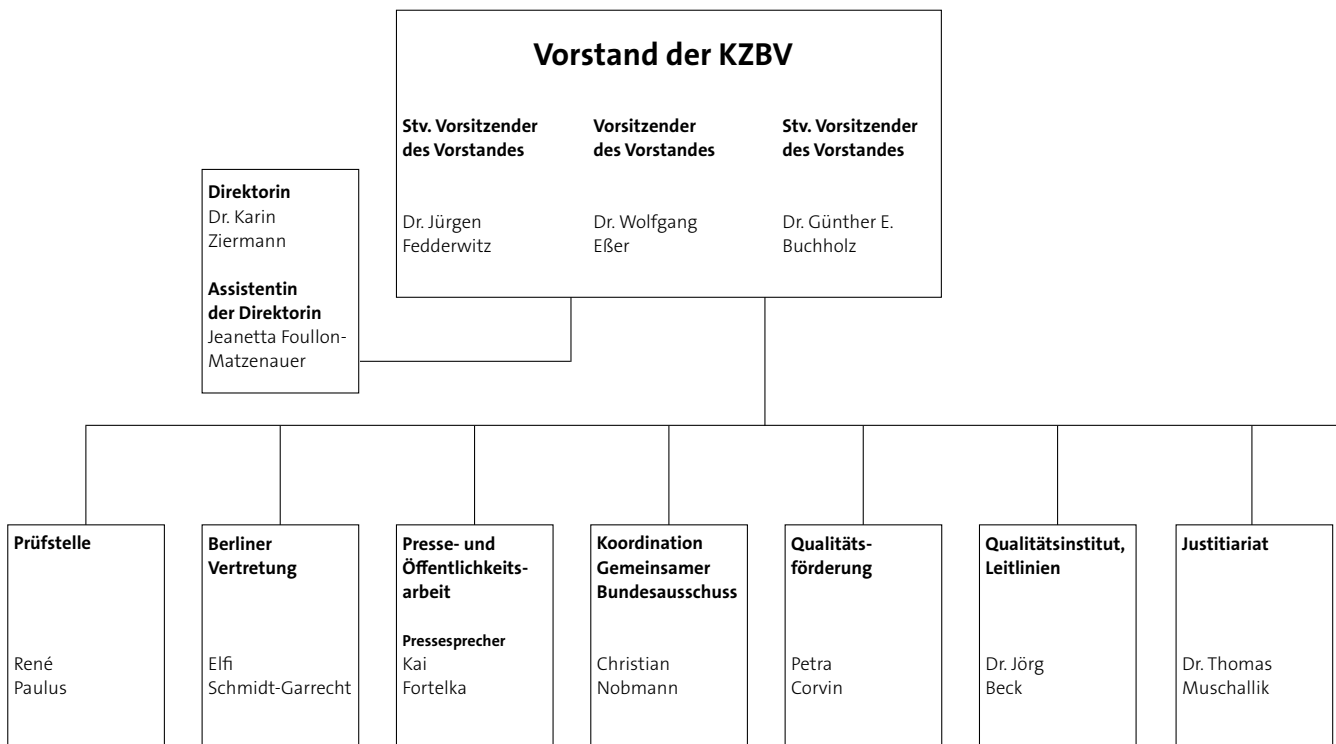 Vorstand der KZBV
Stv. Vorsitzender
des Vorstandes
Dr. Jürgen
Fedderwitz
Vorsitzender
des Vorstandes
Dr. Wolfgang
Eßer
Stv. Vorsitzender
des Vorstandes
Dr. Günther E.
Buchholz
Direktorin
Dr. Karin
Ziermann
Assistentin
der Direktorin
Jeanetta Foullon-
Matzenauer
Prüfstelle
René
Paulus
Berliner
Vertretung
Elfi
Schmidt-Garrecht
Presse- und
Öffentlichkeits-
arbeit
Pressesprecher
Kai
Fortelka
Koordination
Gemeinsamer
Bundesausschuss
Christian
Nobmann
Qualitäts-
förderung
Petra
Corvin
Qualitätsinstitut,
Leitlinien
Dr. Jörg
Beck
Justitiariat
Dr. Thomas
Muschallik